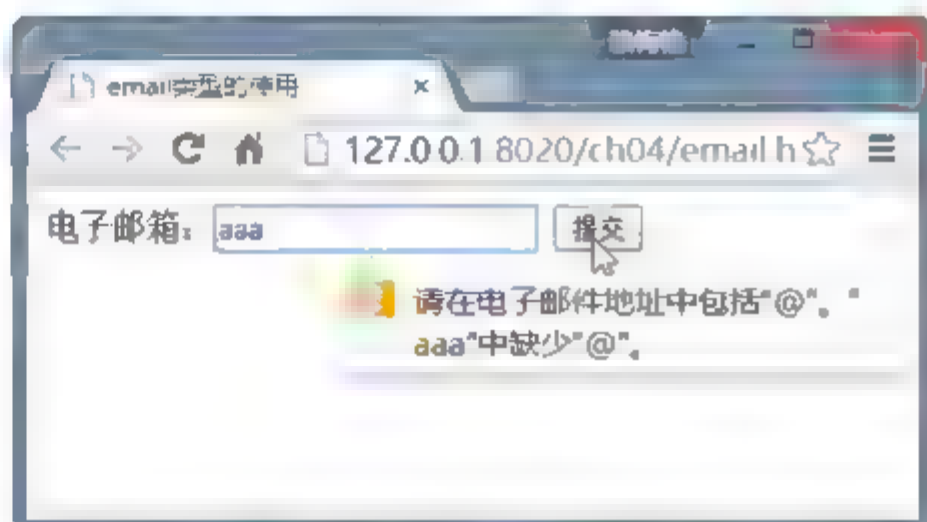 email类型的使用
127.0.0.1:8020/ch04/email.h
电子邮箱: aaa 提交
请在电子邮件地址中包括"@"。"
aaa"中缺少"@"。